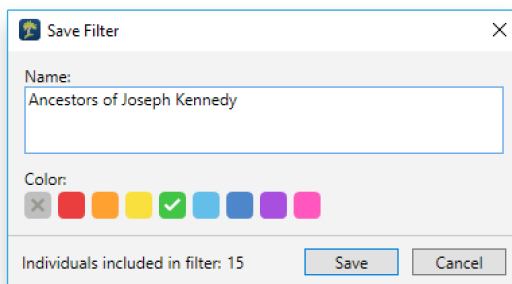 Save Filter
Name:
Ancestors of Joseph Kennedy
Color:
Individuals included in filter: 15 Save Cancel